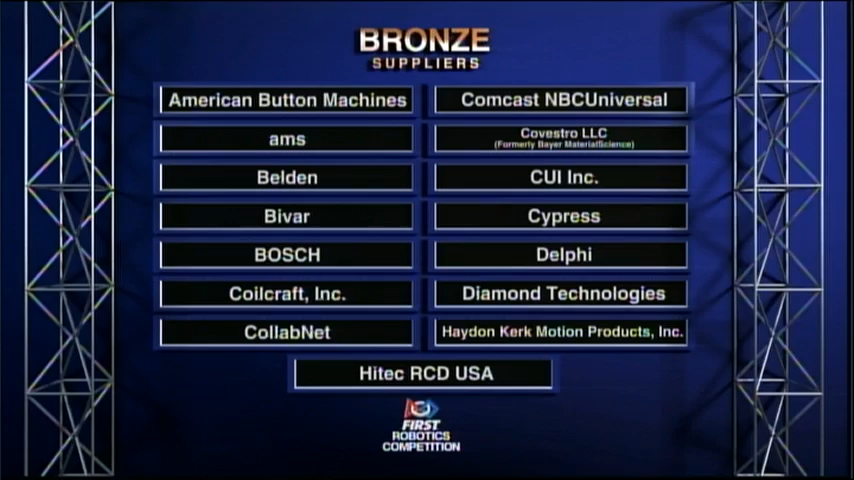 BRONZE
SUPPLIERS
American Button Machines
Comcast NBCUniversal
ams
Covestro LLC
(Formerly Bayer MaterialScience)
Belden
CUI Inc.
Bivar
Cypress
BOSCH
Delphi
Coilcraft, Inc.
Diamond Technologies
CollabNet
Haydon Kerk Motion Products, Inc.
Hitec RCD USA
FIRST
ROBOTICS
COMPETITION